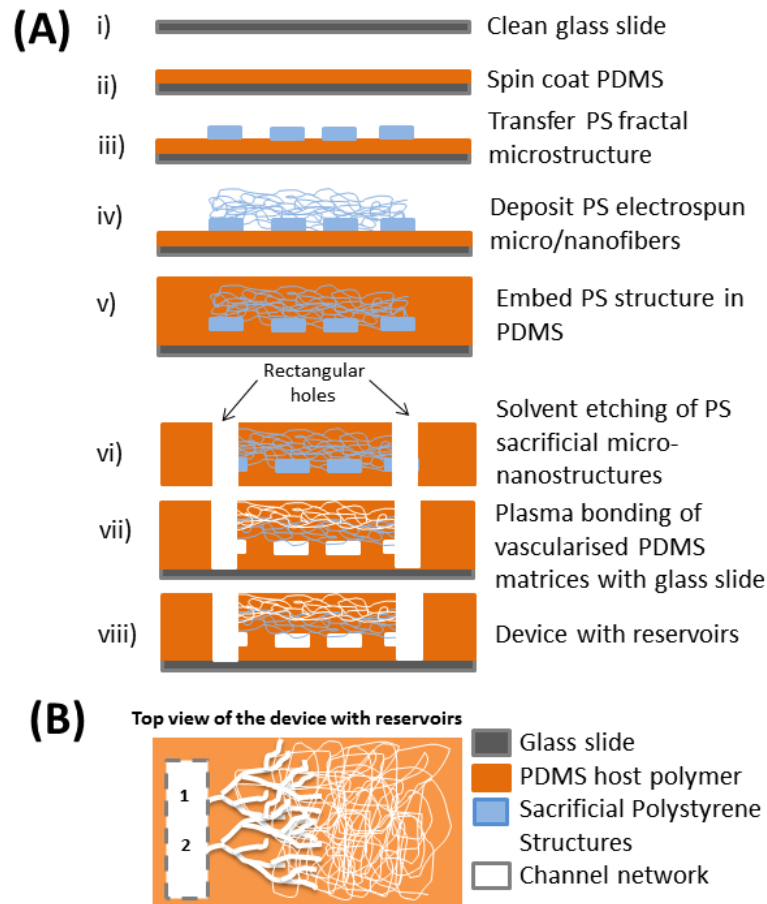 (A)
i) Clean glass slide
ii) Spin coat PDMS
iii) Transfer PS fractal
microstructure
iv) Deposit PS electrospun
micro/nanofibers
v) Embed PS structure in
PDMS
Rectangular
holes
vi) Solvent etching of PS
sacrificial micro-
nanostructures
vii) Plasma bonding of
vascularised PDMS
matrices with glass slide
viii) Device with reservoirs
(B)
Top view of the device with reservoirs
1
2
Glass slide
PDMS host polymer
Sacrificial Polystyrene
Structures
Channel network